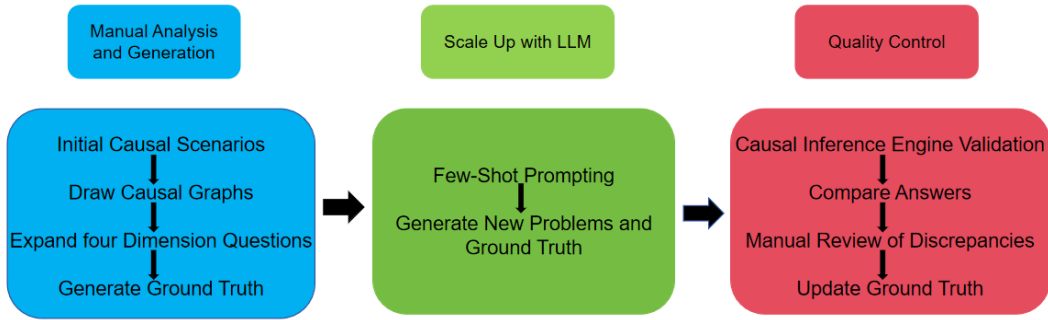 Manual Analysis
and Generation
Scale Up with LLM
Quality Control
Initial Causal Scenarios
Draw Causal Graphs
Expand four Dimension Questions
Generate Ground Truth
Few-Shot Prompting
Generate New Problems and
Ground Truth
Causal Inference Engine Validation
Compare Answers
Manual Review of Discrepancies
Update Ground Truth